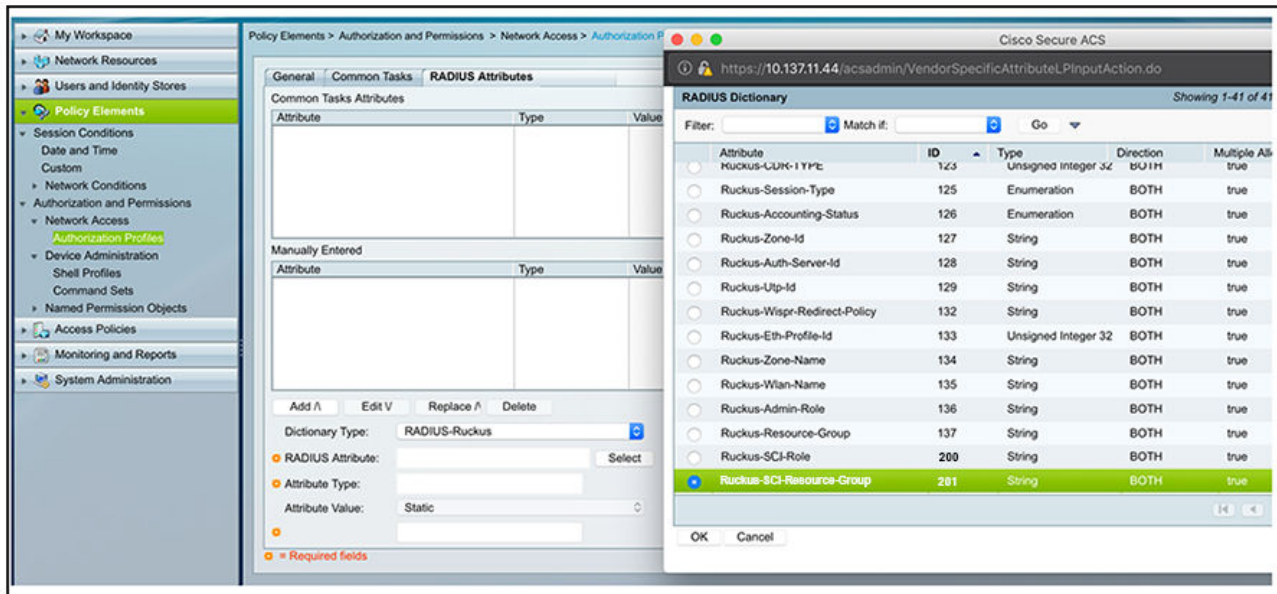 My Workspace
Network Resources
Users and Identity Stores
Policy Elements
Session Conditions
Date and Time
Custom
Network Conditions
Authorization and Permissions
Network Access
Authorization Profiles
Device Administration
Shell Profiles
Command Sets
Named Permission Objects
Access Policies
Monitoring and Reports
System Administration
Policy Elements > Authorization and Permissions > Network Access > Authorization P
General Common Tasks RADIUS Attributes
Common Tasks Attributes
Attribute Type Value
Manually Entered
Attribute Type Value
Add /\ Edit V Replace /\ Delete
Dictionary Type: RADIUS-Ruckus
RADIUS Attribute: Select
Attribute Type:
Attribute Value: Static
= Required fields
Cisco Secure ACS
https://10.137.11.44/acsadmin/VendorSpecificAttributeLPInputAction.do
RADIUS Dictionary Showing 1-41 of 41
Filter: Match if: Go
Attribute ID Type Direction Multiple All
Ruckus-CDR-TYPE 123 Unsigned Integer 32 BOTH true
Ruckus-Session-Type 125 Enumeration BOTH true
Ruckus-Accounting-Status 126 Enumeration BOTH true
Ruckus-Zone-Id 127 String BOTH true
Ruckus-Auth-Server-Id 128 String BOTH true
Ruckus-Utp-Id 129 String BOTH true
Ruckus-Wispr-Redirect-Policy 132 String BOTH true
Ruckus-Eth-Profile-Id 133 Unsigned Integer 32 BOTH true
Ruckus-Zone-Name 134 String BOTH true
Ruckus-Wlan-Name 135 String BOTH true
Ruckus-Admin-Role 136 String BOTH true
Ruckus-Resource-Group 137 String BOTH true
Ruckus-SCI-Role 200 String BOTH true
Ruckus-SCI-Resource-Group 201 String BOTH true
OK Cancel